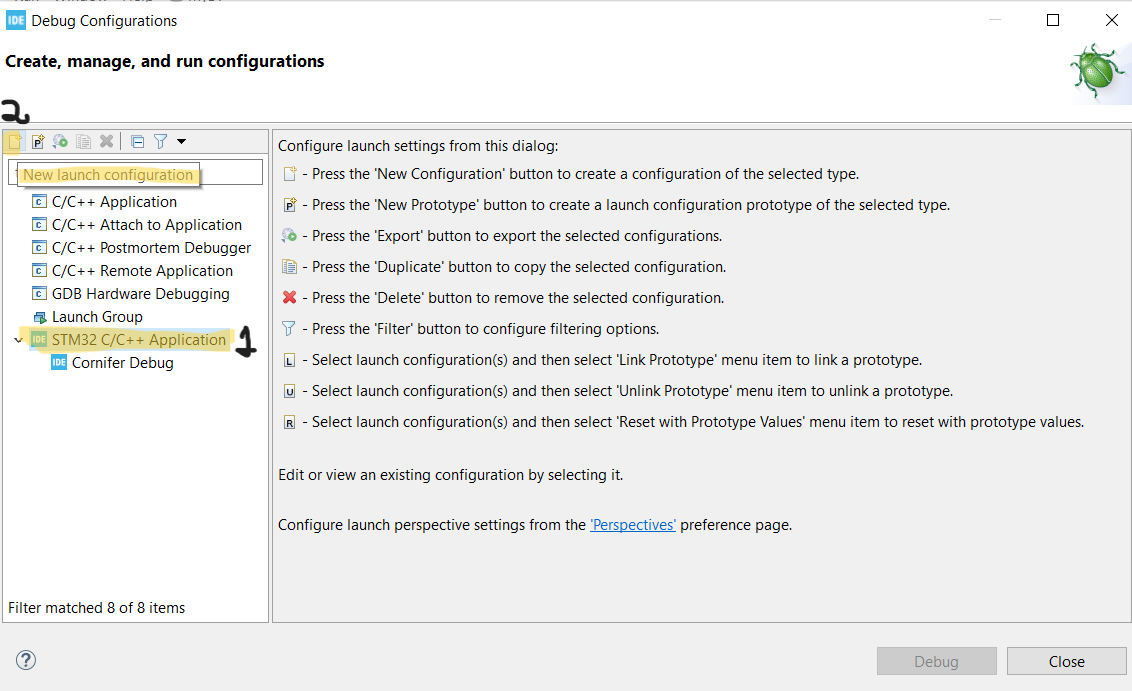 IDE Debug Configurations
Create, manage, and run configurations
2
New launch configuration
C/C++ Application
C/C++ Attach to Application
C/C++ Postmortem Debugger
C/C++ Remote Application
GDB Hardware Debugging
Launch Group
IDE STM32 C/C++ Application 1
IDE Cornifer Debug
Filter matched 8 of 8 items
Configure launch settings from this dialog:
- Press the 'New Configuration' button to create a configuration of the selected type.
P - Press the 'New Prototype' button to create a launch configuration prototype of the selected type.
- Press the 'Export' button to export the selected configurations.
- Press the 'Duplicate' button to copy the selected configuration.
- Press the 'Delete' button to remove the selected configuration.
- Press the 'Filter' button to configure filtering options.
L - Select launch configuration(s) and then select 'Link Prototype' menu item to link a prototype.
U - Select launch configuration(s) and then select 'Unlink Prototype' menu item to unlink a prototype.
R - Select launch configuration(s) and then select 'Reset with Prototype Values' menu item to reset with prototype values.
Edit or view an existing configuration by selecting it.
Configure launch perspective settings from the 'Perspectives' preference page.
?
Debug
Close